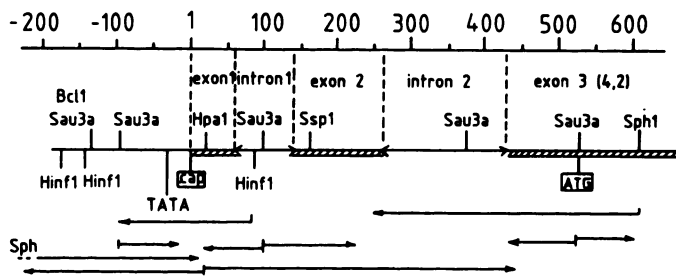 -200 -100 0 100 200 300 400 500 600
exon1 intron1 exon 2 intron 2 exon 3 (4,2)
Bcl1
Sau3a Sau3a Hpa1 Sau3a Ssp1 Sau3a Sau3a Sph1
Hinf1 Hinf1 cap Hinf1 ATG
TATA
Sph